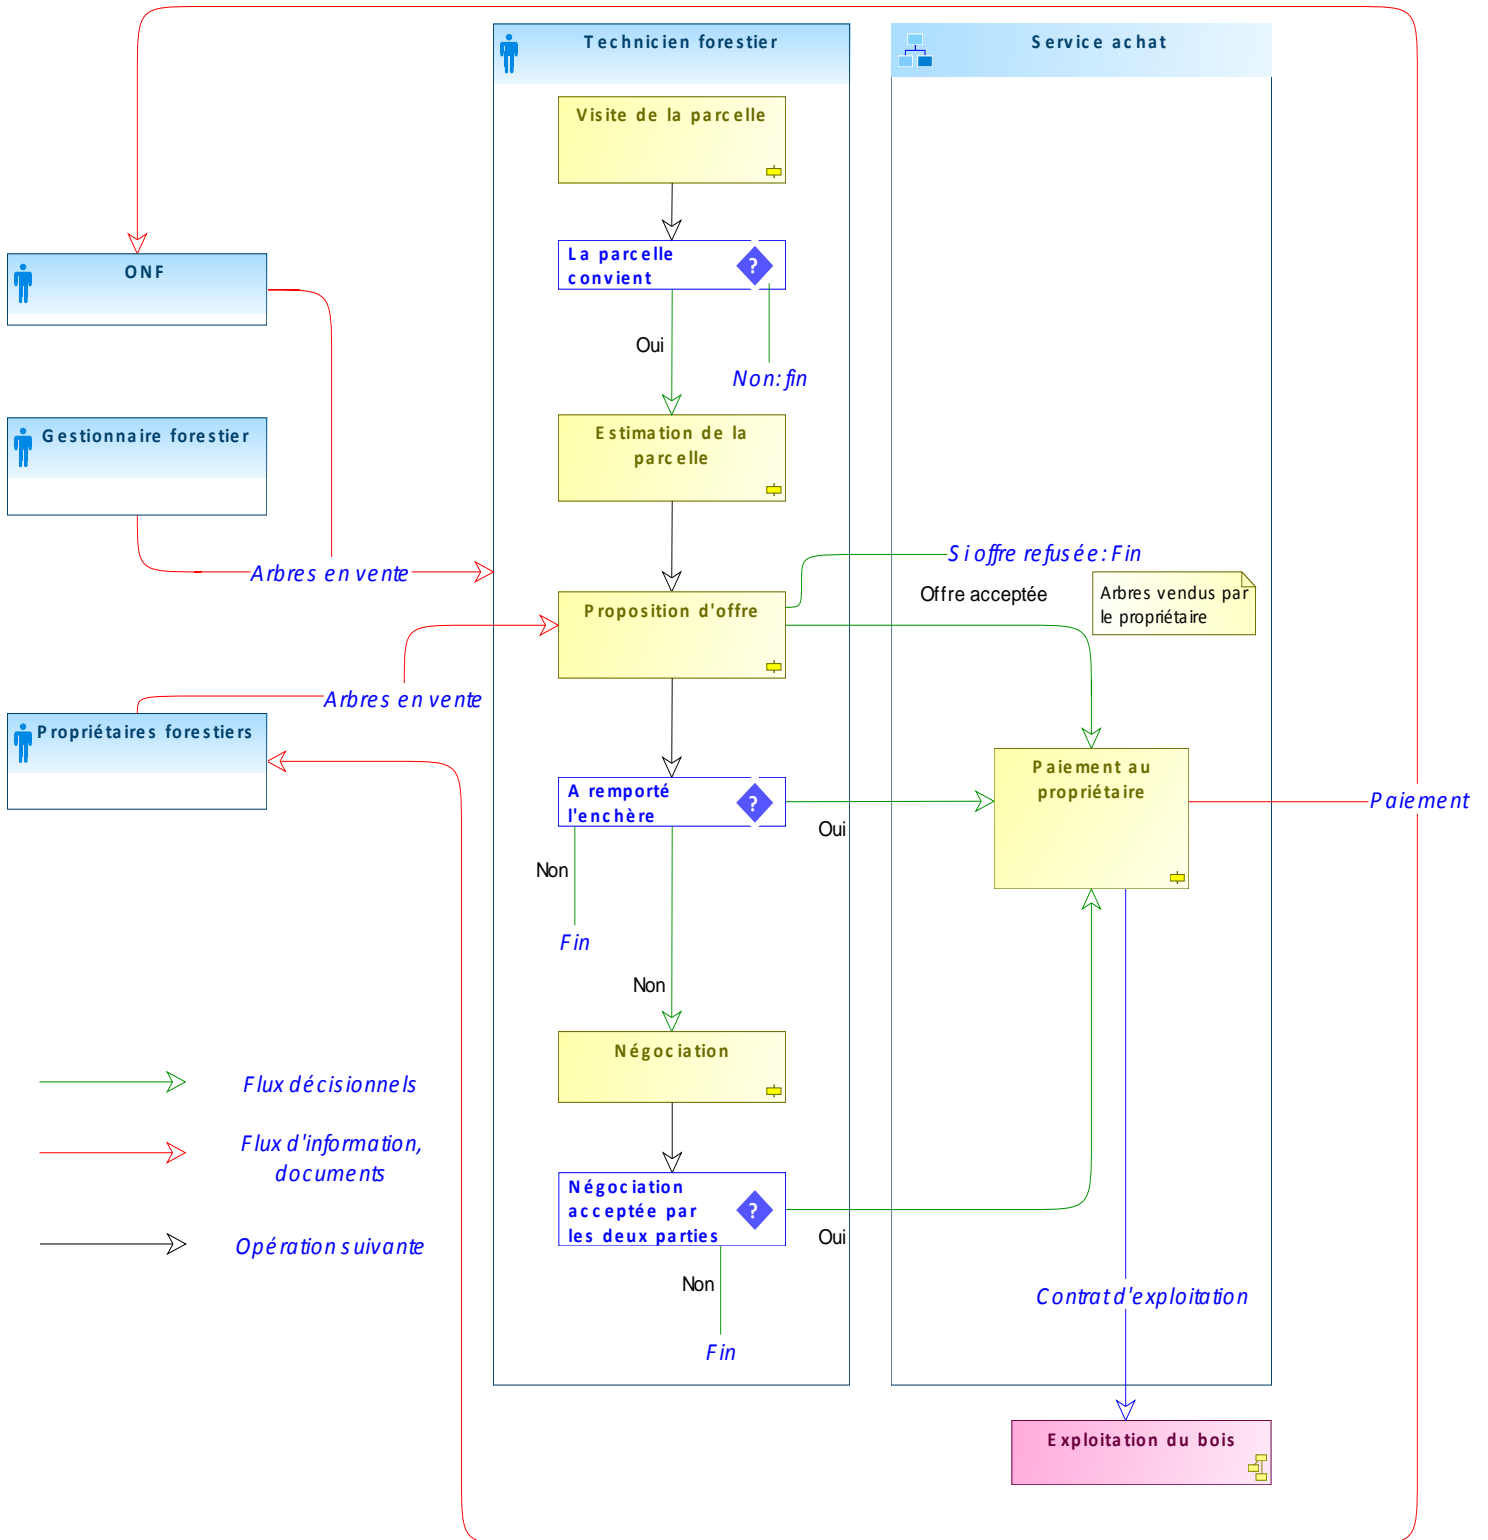 Technicien forestier
Service achat
Visite de la parcelle
La parcelle
convient
?
ONF
Oui
Non: fin
Gestionnaire forestier
Estimation de la
parcelle
Arbres en vente
Si offre refusée: Fin
Offre acceptée
Arbres vendus par
le propriétaire
Proposition d'offre
Arbres en vente
Propriétaires forestiers
A remporté
l'enchère
?
Oui
Paiement au
propriétaire
Paiement
Non
Fin
Non
Négociation
Flux décisionnels
Flux d'information,
documents
Opération suivante
Négociation
acceptée par
les deux parties
?
Oui
Non
Fin
Contrat d'exploitation
Exploitation du bois